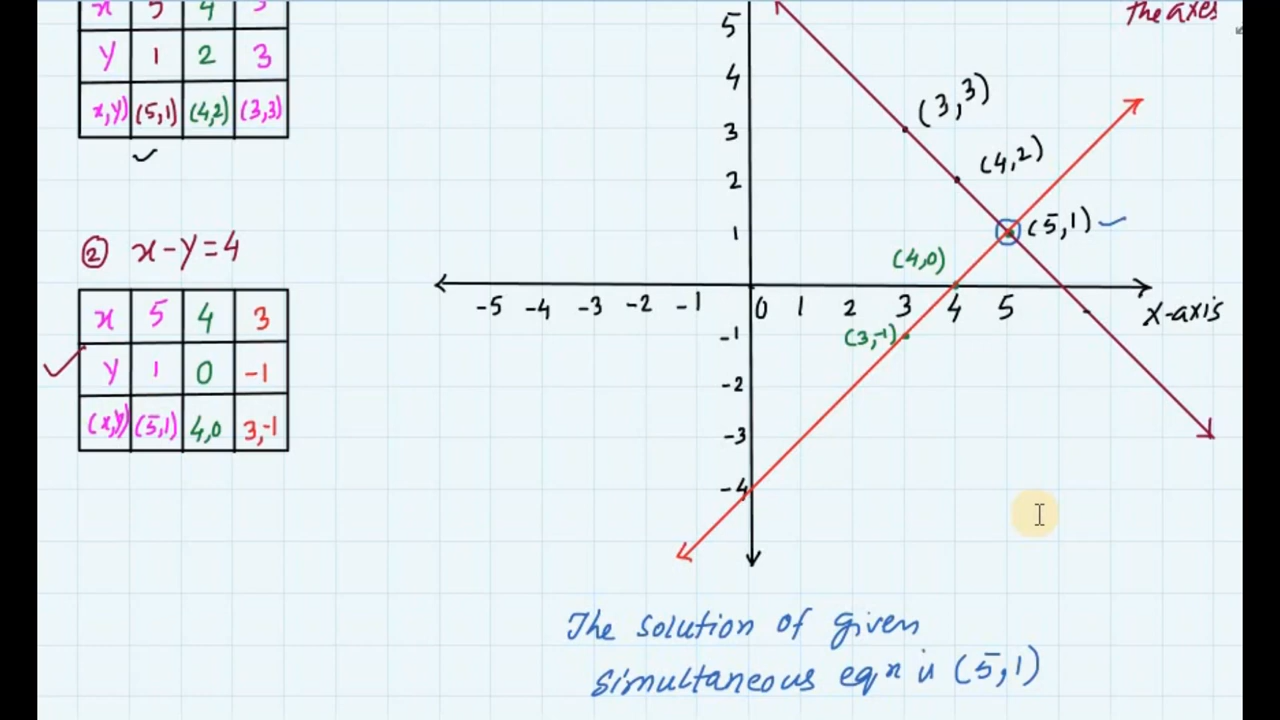 x 5 4 3
y 1 2 3
x,y) (5,1) (4,2) (3,3)
② x-y=4
x 5 4 3
y 1 0 -1
(x,y) (5,1) 4,0 3,-1
the axes
5
4
3
2
1
(3,3)
(4,2)
(5,1)
(4,0)
-5 -4 -3 -2 -1 0 1 2 3 4 5 x-axis
(3,-1)
-1
-2
-3
-4
The solution of given
simultaneous eqn is (5,1)